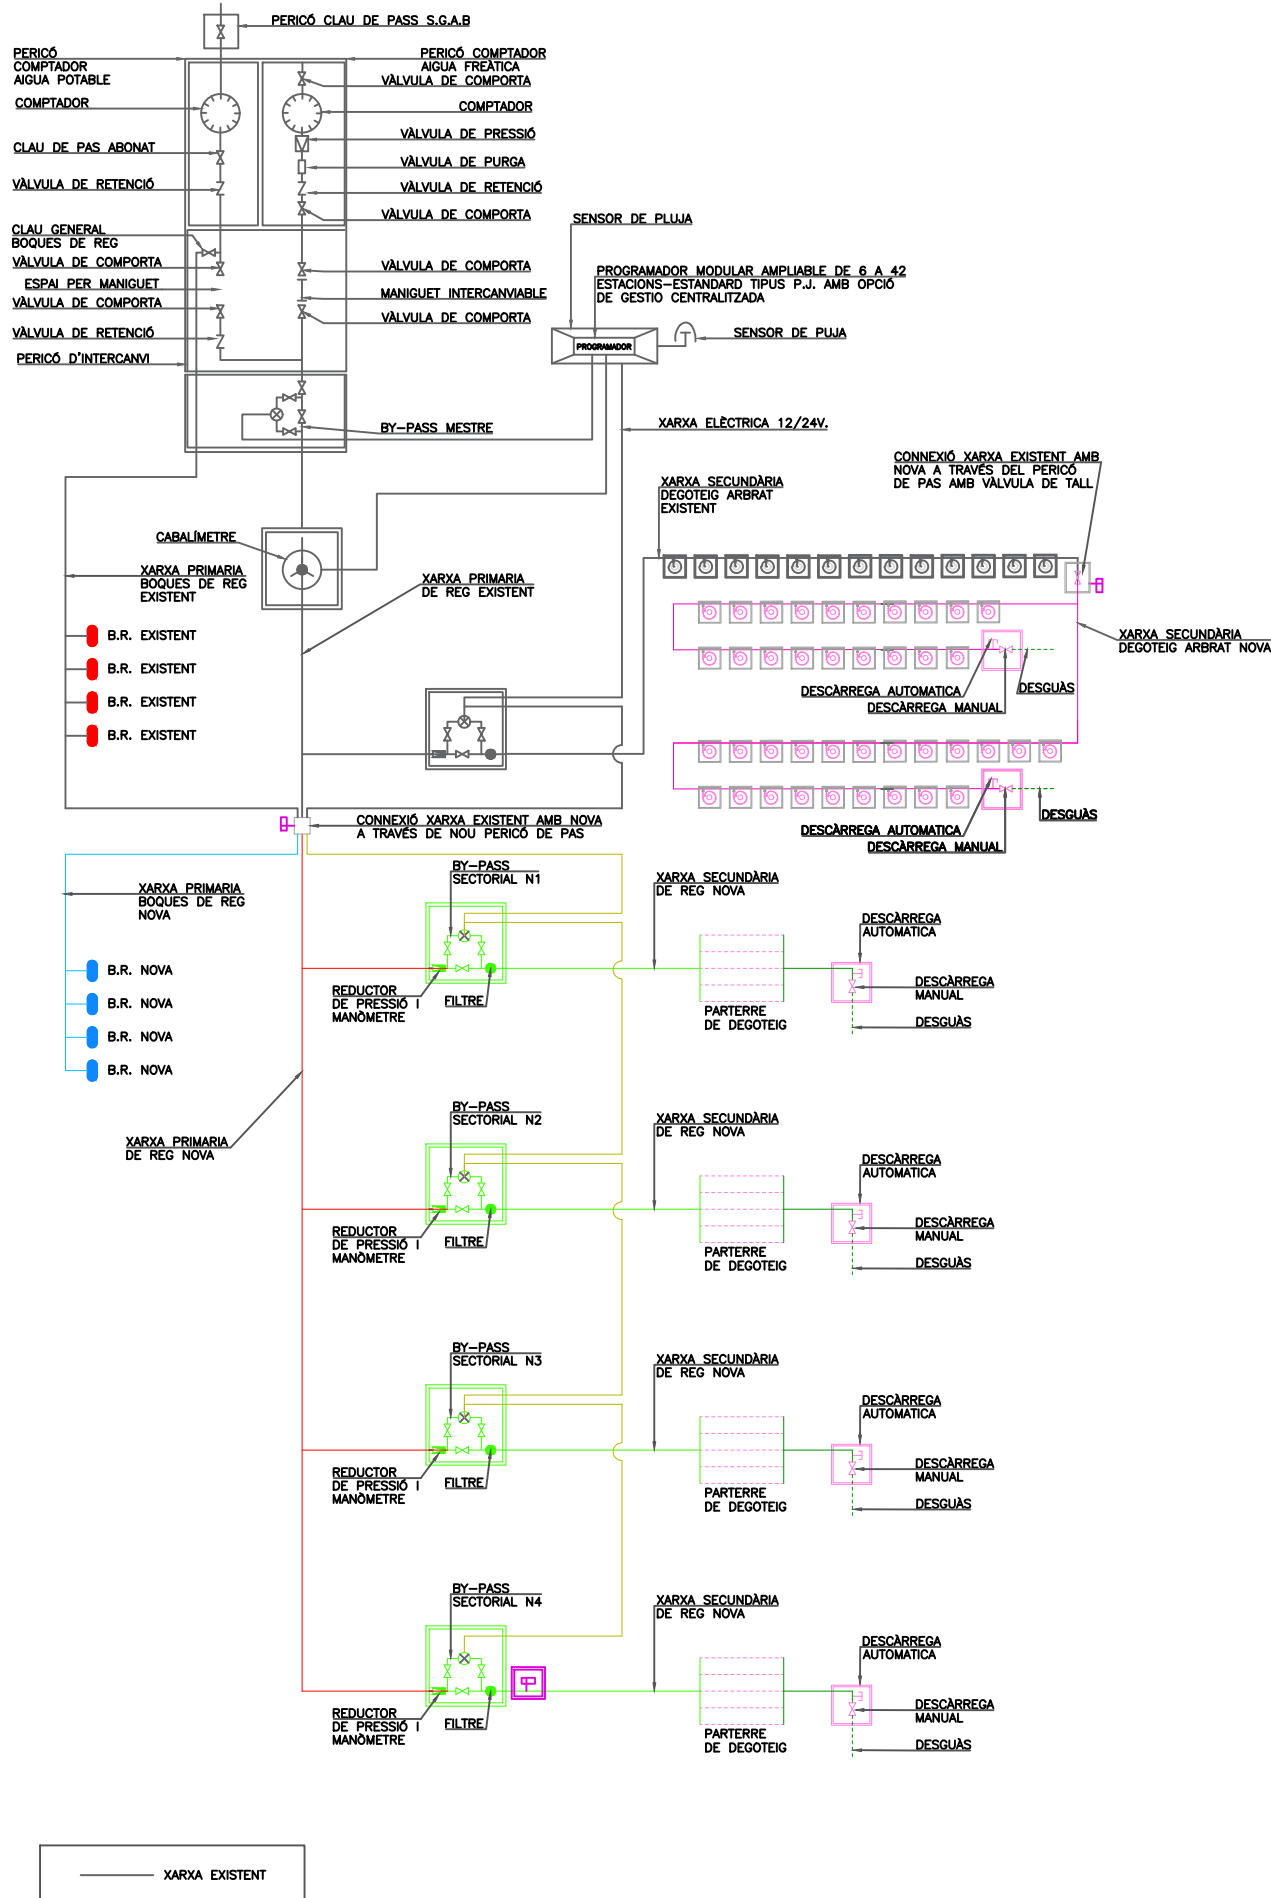 PERICÓ CLAU DE PASS S.G.A.B
PERICÓ
COMPTADOR
AIGUA POTABLE
PERICÓ COMPTADOR
AIGUA FREÀTICA
VÀLVULA DE COMPORTA
COMPTADOR
COMPTADOR
VÀLVULA DE PRESSIÓ
CLAU DE PAS ABONAT
VÀLVULA DE PURGA
VÀLVULA DE RETENCIÓ
VÀLVULA DE RETENCIÓ
VÀLVULA DE COMPORTA
CLAU GENERAL
BOQUES DE REG
VÀLVULA DE COMPORTA
VÀLVULA DE COMPORTA
ESPAI PER MANIGUET
MANIGUET INTERCANVIABLE
VÀLVULA DE COMPORTA
VÀLVULA DE COMPORTA
VÀLVULA DE RETENCIÓ
PERICÓ D'INTERCANVI
SENSOR DE PLUJA
PROGRAMADOR MODULAR AMPLIABLE DE 6 A 42
ESTACIONS-ESTANDARD TIPUS P.J. AMB OPCIÓ
DE GESTIO CENTRALITZADA
SENSOR DE PUJA
PROGRAMADOR
BY-PASS MESTRE
XARXA ELÈCTRICA 12/24V.
CONNEXIÓ XARXA EXISTENT AMB
NOVA A TRAVÉS DEL PERICÓ
DE PAS AMB VÀLVULA DE TALL
XARXA SECUNDÀRIA
DEGOTEIG ARBRAT
EXISTENT
CABALÍMETRE
XARXA PRIMARIA
BOQUES DE REG
EXISTENT
XARXA PRIMARIA
DE REG EXISTENT
B.R. EXISTENT
B.R. EXISTENT
B.R. EXISTENT
B.R. EXISTENT
XARXA SECUNDÀRIA
DEGOTEIG ARBRAT NOVA
DESCÀRREGA AUTOMATICA
DESGUÀS
DESCÀRREGA MANUAL
DESGUÀS
DESCÀRREGA AUTOMATICA
DESCÀRREGA MANUAL
CONNEXIÓ XARXA EXISTENT AMB NOVA
A TRAVÉS DE NOU PERICÓ DE PAS
XARXA PRIMARIA
BOQUES DE REG
NOVA
BY-PASS
SECTORIAL N1
XARXA SECUNDÀRIA
DE REG NOVA
DESCÀRREGA
AUTOMATICA
B.R. NOVA
B.R. NOVA
B.R. NOVA
B.R. NOVA
REDUCTOR
DE PRESSIÓ I
MANÒMETRE
FILTRE
PARTERRE
DE DEGOTEIG
DESCÀRREGA
MANUAL
DESGUÀS
XARXA PRIMARIA
DE REG NOVA
BY-PASS
SECTORIAL N2
XARXA SECUNDÀRIA
DE REG NOVA
DESCÀRREGA
AUTOMATICA
REDUCTOR
DE PRESSIÓ I
MANÒMETRE
FILTRE
PARTERRE
DE DEGOTEIG
DESCÀRREGA
MANUAL
DESGUÀS
BY-PASS
SECTORIAL N3
XARXA SECUNDÀRIA
DE REG NOVA
DESCÀRREGA
AUTOMATICA
REDUCTOR
DE PRESSIÓ I
MANÒMETRE
FILTRE
PARTERRE
DE DEGOTEIG
DESCÀRREGA
MANUAL
DESGUÀS
BY-PASS
SECTORIAL N4
XARXA SECUNDÀRIA
DE REG NOVA
DESCÀRREGA
AUTOMATICA
REDUCTOR
DE PRESSIÓ I
MANÒMETRE
FILTRE
PARTERRE
DE DEGOTEIG
DESCÀRREGA
MANUAL
DESGUÀS
XARXA EXISTENT